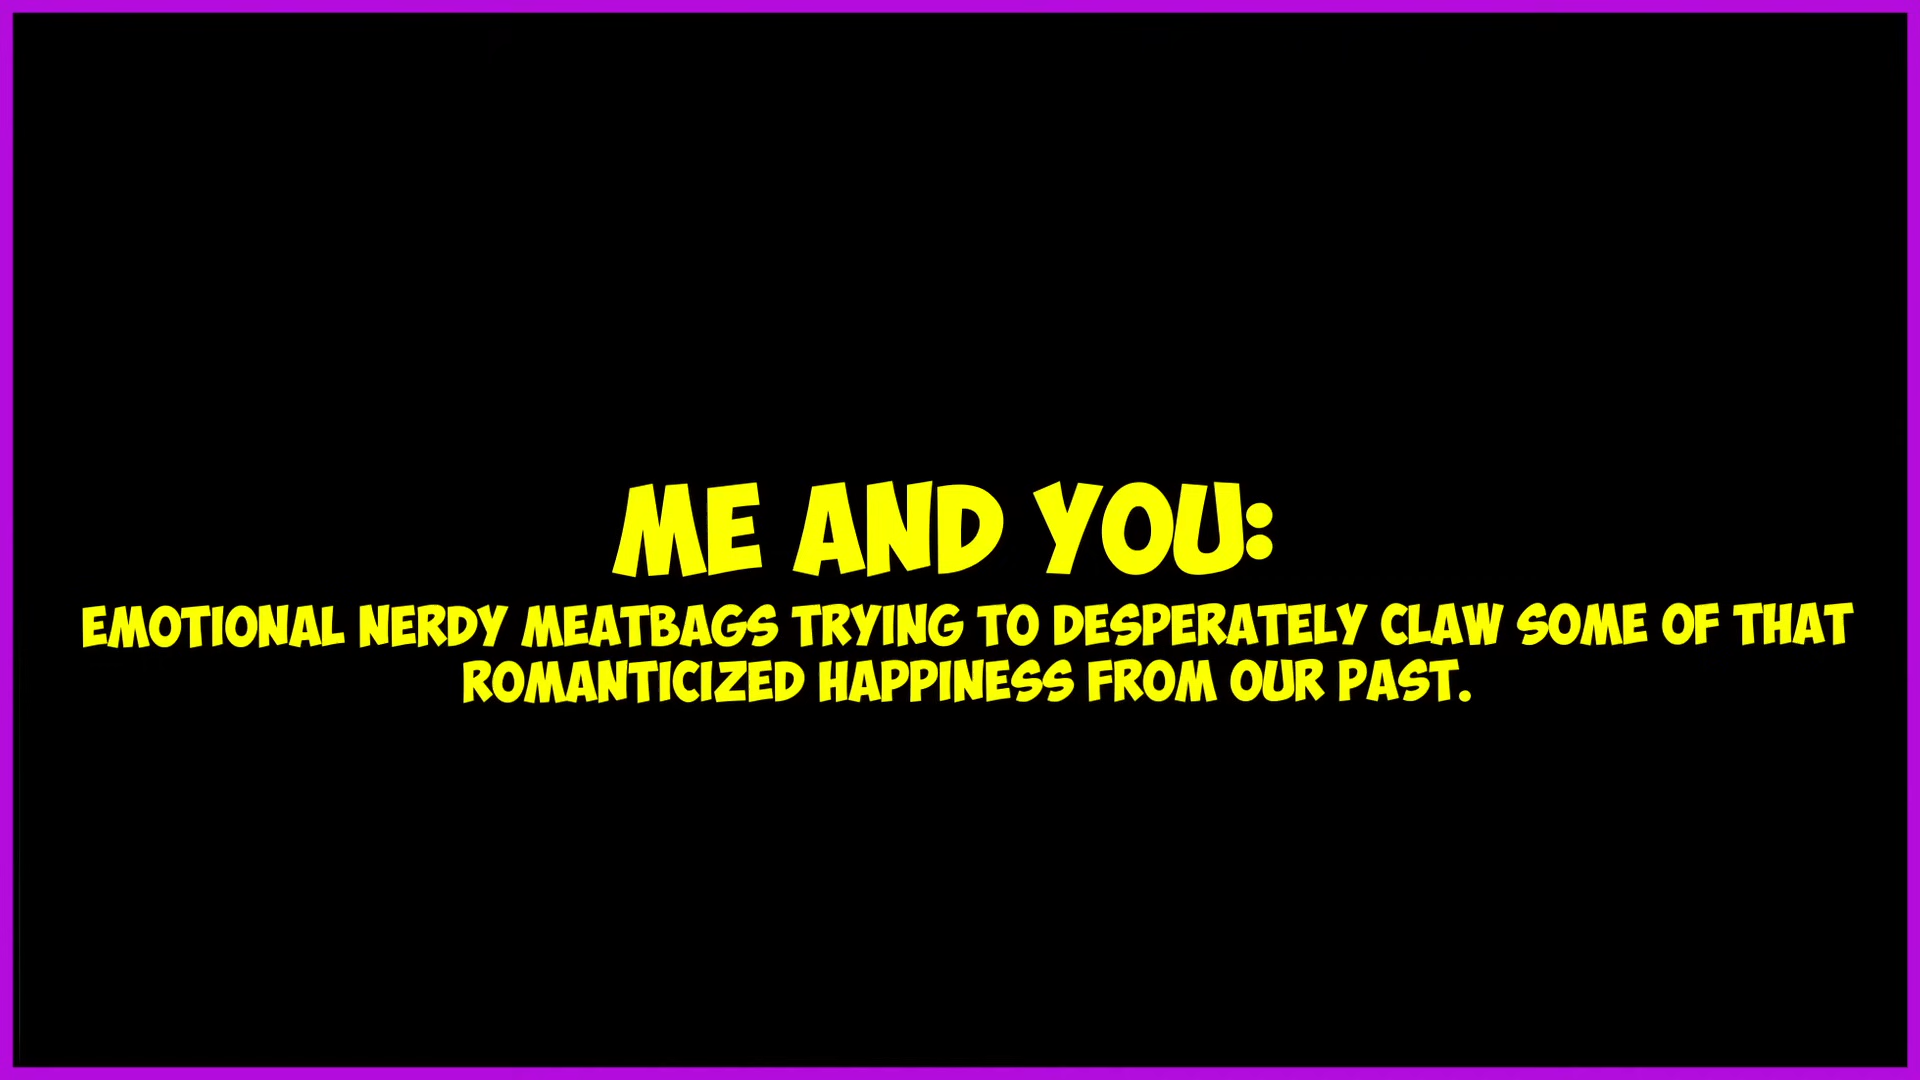 ME AND YOU:
EMOTIONAL NERDY MEATBAGS TRYING TO DESPERATELY CLAW SOME OF THAT
ROMANTICIZED HAPPINESS FROM OUR PAST.